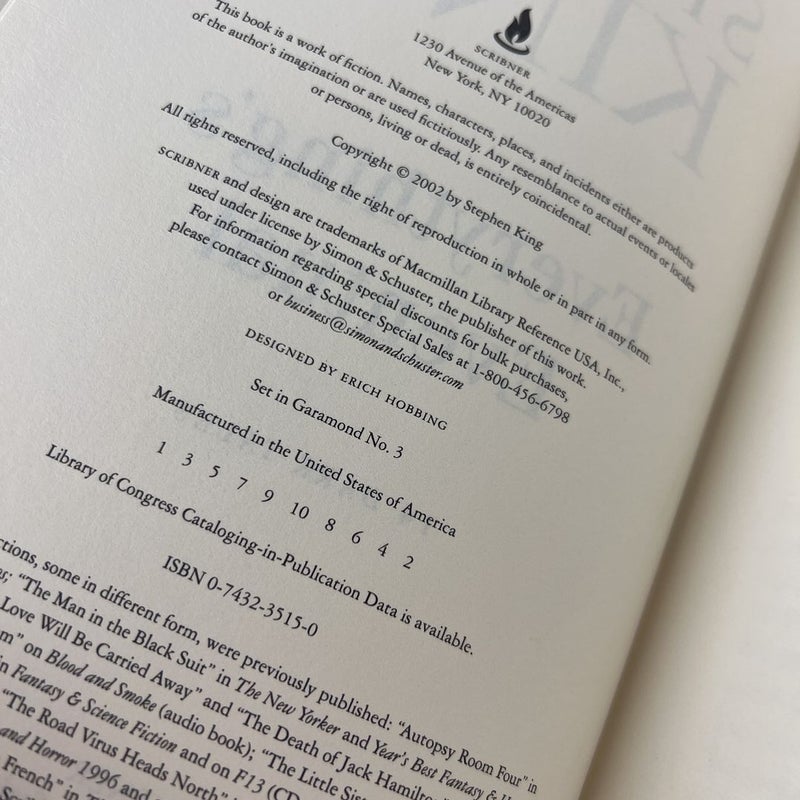 SCRIBNER
1230 Avenue of the Americas
New York, NY 10020
This book is a work of fiction. Names, characters, places, and incidents either are products
of the author's imagination or are used fictitiously. Any resemblance to actual events or locales
or persons, living or dead, is entirely coincidental.
Copyright © 2002 by Stephen King
All rights reserved, including the right of reproduction in whole or in part in any form.
SCRIBNER and design are trademarks of Macmillan Library Reference USA, Inc.,
used under license by Simon & Schuster, the publisher of this work.
For information regarding special discounts for bulk purchases,
please contact Simon & Schuster Special Sales at 1-800-456-6798
or business@simonandschuster.com
DESIGNED BY ERICH HOBBING
Set in Garamond No. 3
Manufactured in the United States of America
1 3 5 7 9 10 8 6 4 2
Library of Congress Cataloging-in-Publication Data is available.
ISBN 0-7432-3515-0
some in different form, were previously published: "Autopsy Room Four" in
"The Man in the Black Suit" in The New Yorker and Year's Best Fantasy &
Love Will Be Carried Away" and "The Death of Jack Hamilton"
on Blood and Smoke (audio book); "The Little
in Fantasy & Science Fiction and on F13 (CD
"The Road Virus Heads North"
and Horror 1996 and
French" in